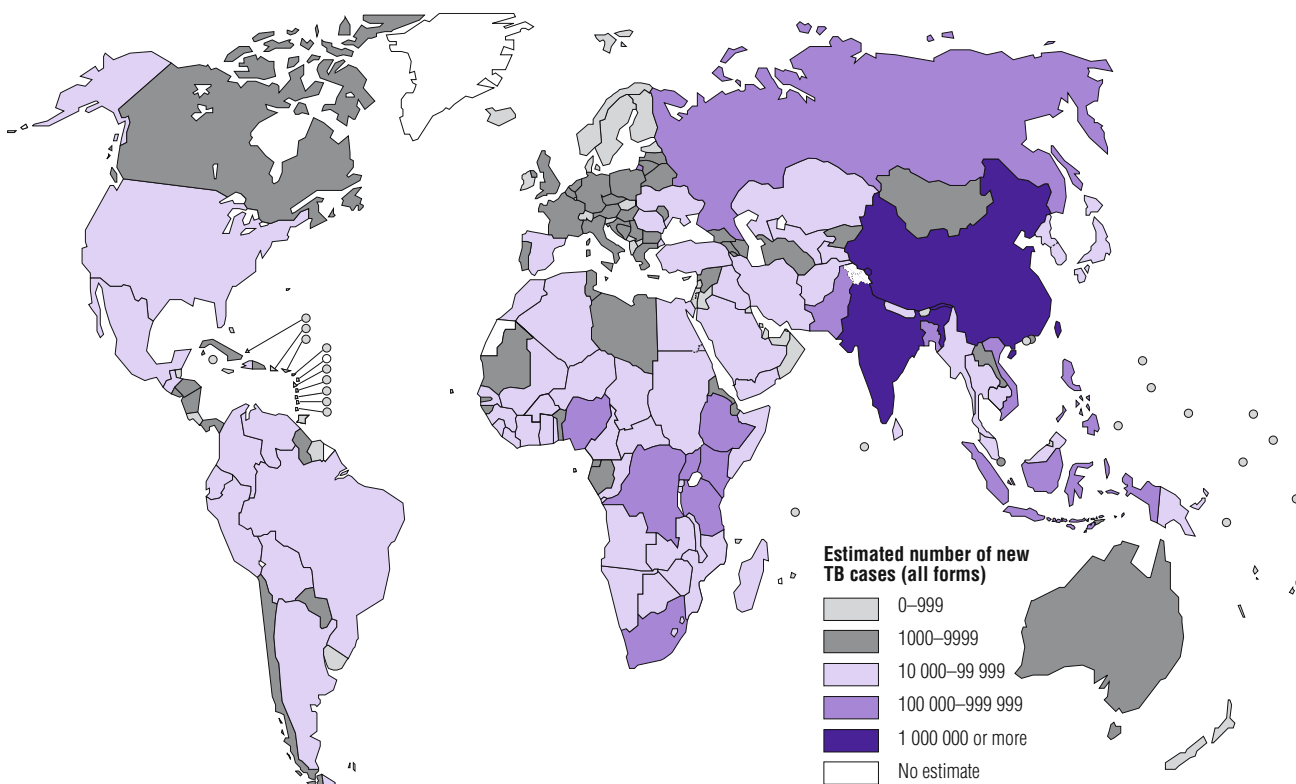 Estimated number of new
TB cases (all forms)
0–999
1000–9999
10 000–99 999
100 000–999 999
1 000 000 or more
No estimate